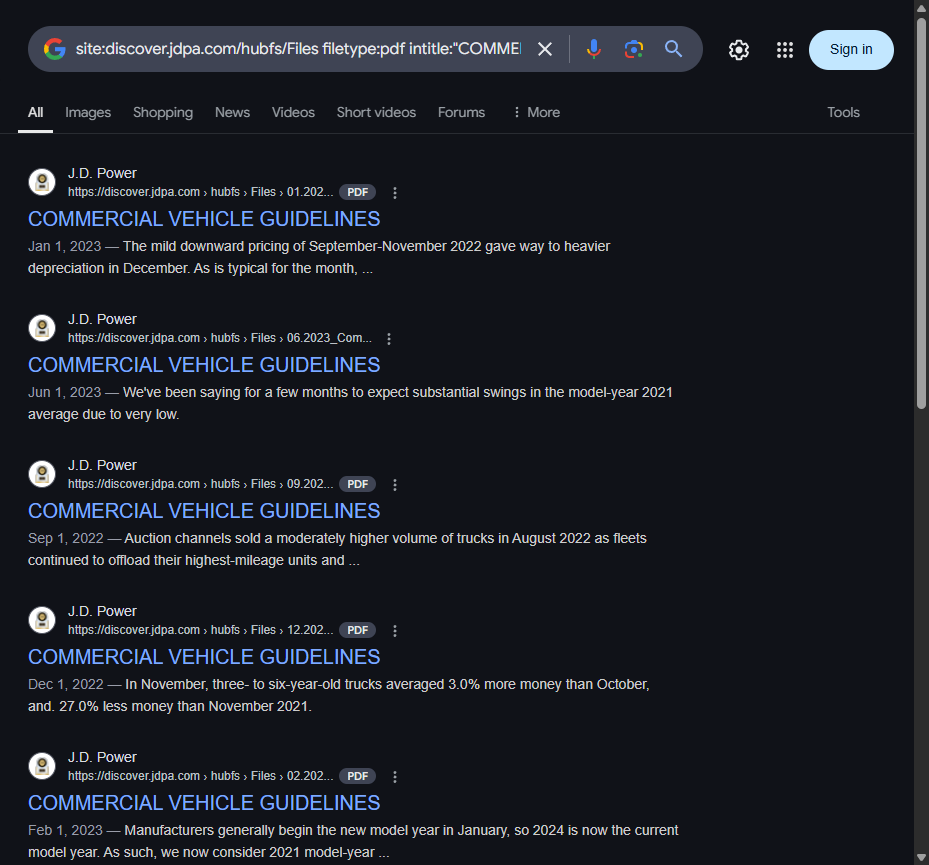 site:discover.jdpa.com/hubfs/Files filetype:pdf intitle:"COMME
Sign in
All Images Shopping News Videos Short videos Forums More Tools
J.D. Power
https://discover.jdpa.com › hubfs › Files › 01.202... PDF
COMMERCIAL VEHICLE GUIDELINES
Jan 1, 2023 — The mild downward pricing of September-November 2022 gave way to heavier
depreciation in December. As is typical for the month, ...
J.D. Power
https://discover.jdpa.com › hubfs › Files › 06.2023_Com...
COMMERCIAL VEHICLE GUIDELINES
Jun 1, 2023 — We've been saying for a few months to expect substantial swings in the model-year 2021
average due to very low.
J.D. Power
https://discover.jdpa.com › hubfs › Files › 09.202... PDF
COMMERCIAL VEHICLE GUIDELINES
Sep 1, 2022 — Auction channels sold a moderately higher volume of trucks in August 2022 as fleets
continued to offload their highest-mileage units and ...
J.D. Power
https://discover.jdpa.com › hubfs › Files › 12.202... PDF
COMMERCIAL VEHICLE GUIDELINES
Dec 1, 2022 — In November, three- to six-year-old trucks averaged 3.0% more money than October,
and. 27.0% less money than November 2021.
J.D. Power
https://discover.jdpa.com › hubfs › Files › 02.202... PDF
COMMERCIAL VEHICLE GUIDELINES
Feb 1, 2023 — Manufacturers generally begin the new model year in January, so 2024 is now the current
model year. As such, we now consider 2021 model-year ...